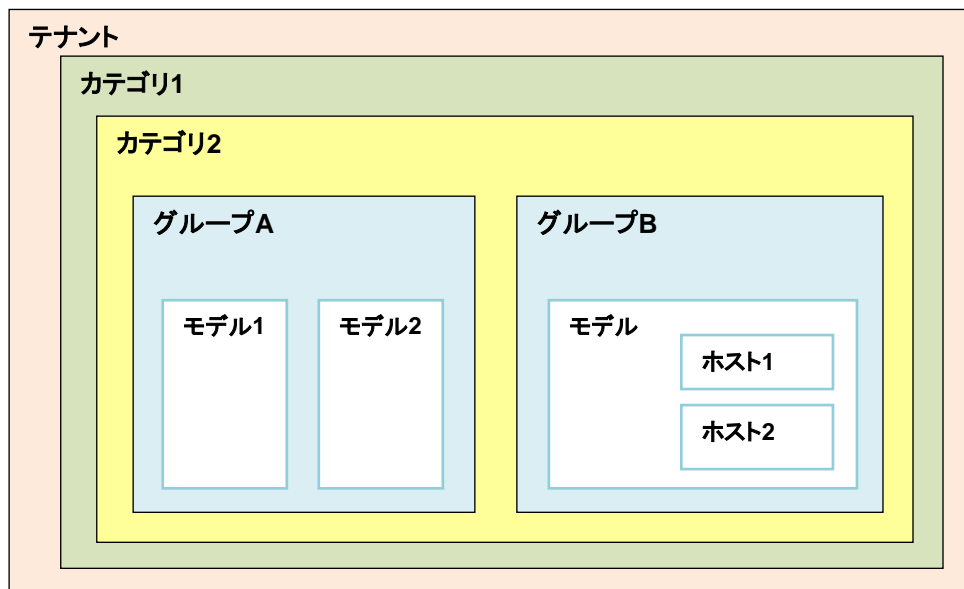 テナント
カテゴリ1
カテゴリ2
グループA
グループB
モデル1
モデル2
モデル
ホスト1
ホスト2